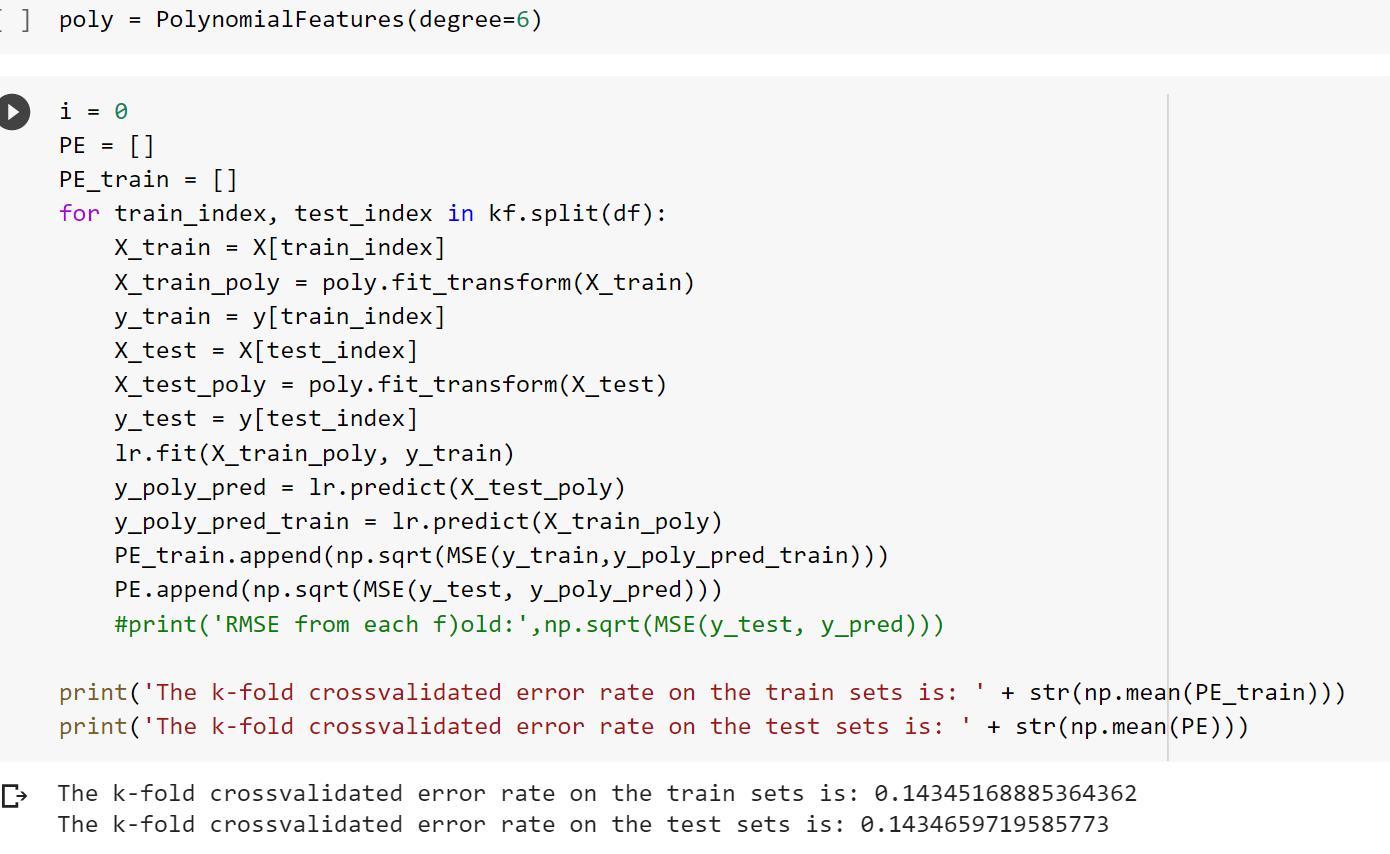 [ ] poly = PolynomialFeatures(degree=6)
i = 0
PE = []
PE_train = []
for train_index, test_index in kf.split(df):
    X_train = X[train_index]
    X_train_poly = poly.fit_transform(X_train)
    y_train = y[train_index]
    X_test = X[test_index]
    X_test_poly = poly.fit_transform(X_test)
    y_test = y[test_index]
    lr.fit(X_train_poly, y_train)
    y_poly_pred = lr.predict(X_test_poly)
    y_poly_pred_train = lr.predict(X_train_poly)
    PE_train.append(np.sqrt(MSE(y_train,y_poly_pred_train)))
    PE.append(np.sqrt(MSE(y_test, y_poly_pred)))
    #print('RMSE from each f)old:',np.sqrt(MSE(y_test, y_pred)))
print('The k-fold crossvalidated error rate on the train sets is: ' + str(np.mean(PE_train)))
print('The k-fold crossvalidated error rate on the test sets is: ' + str(np.mean(PE)))
The k-fold crossvalidated error rate on the train sets is: 0.14345168885364362
The k-fold crossvalidated error rate on the test sets is: 0.1434659719585773